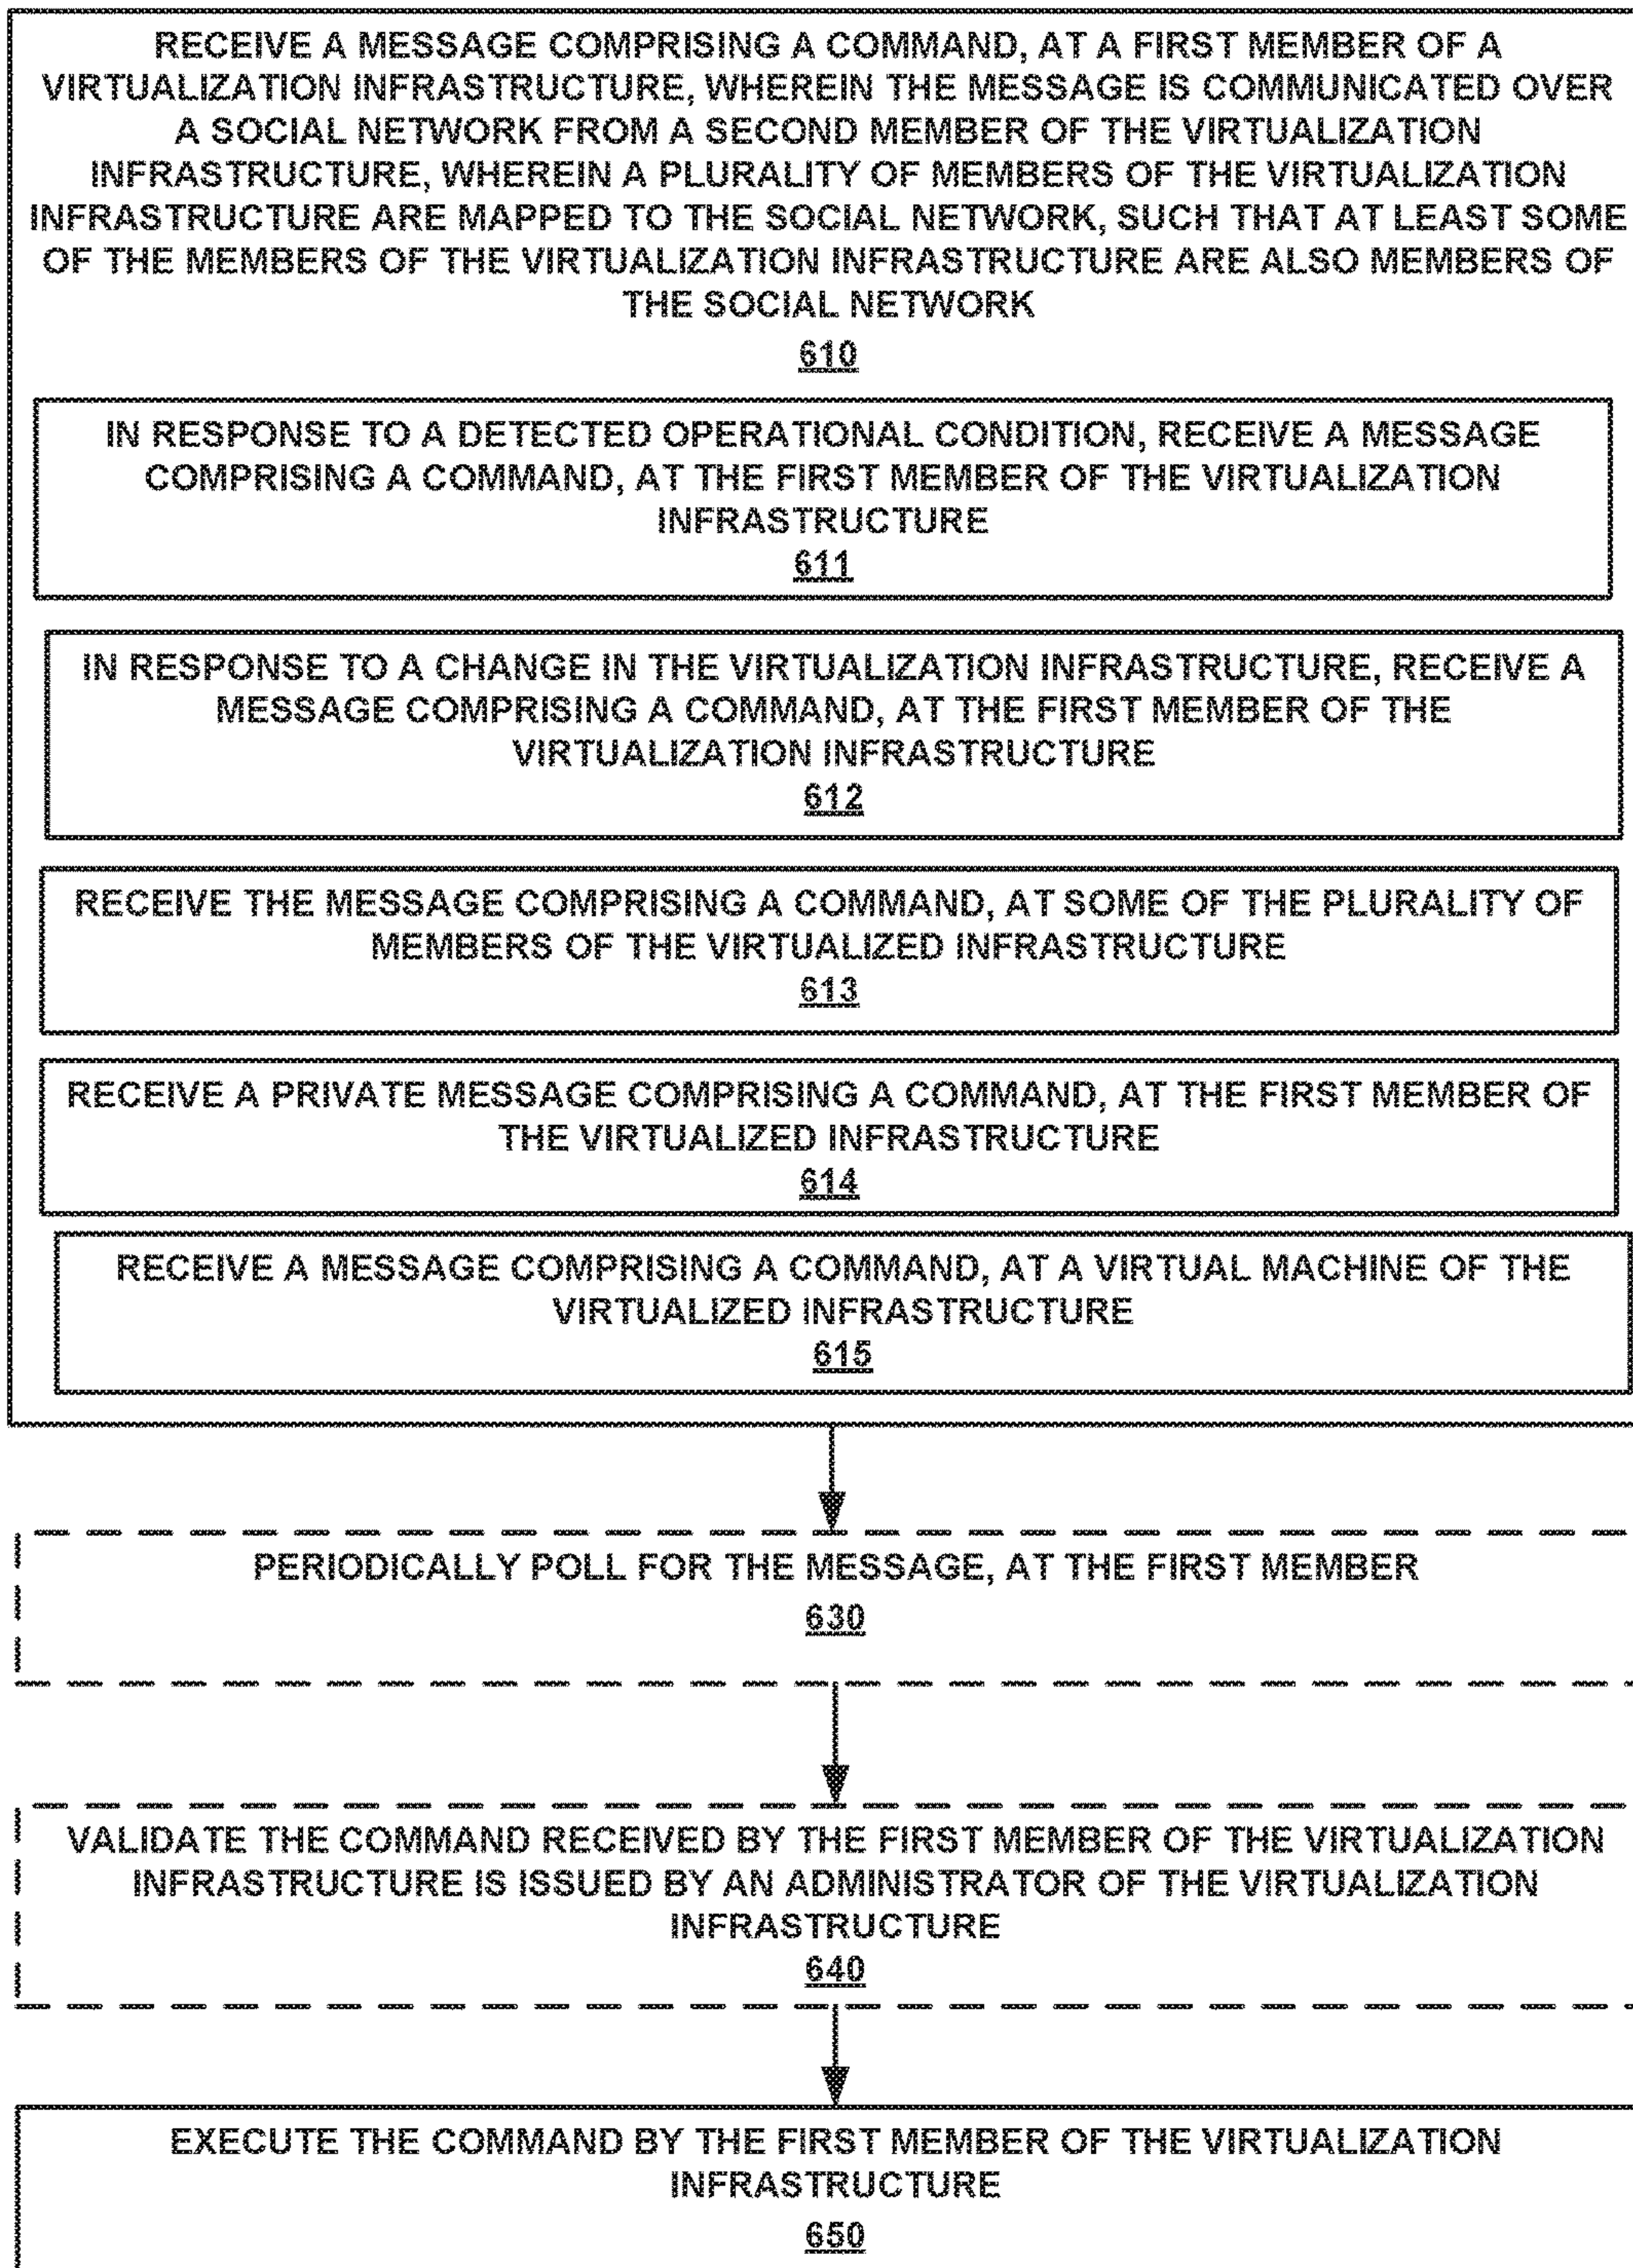 RECEIVE A MESSAGE COMPRISING A COMMAND, AT A FIRST MEMBER OF A
VIRTUALIZATION INFRASTRUCTURE, WHEREIN THE MESSAGE IS COMMUNICATED OVER
A SOCIAL NETWORK FROM A SECOND MEMBER OF THE VIRTUALIZATION
INFRASTRUCTURE, WHEREIN A PLURALITY OF MEMBERS OF THE VIRTUALIZATION
INFRASTRUCTURE ARE MAPPED TO THE SOCIAL NETWORK, SUCH THAT AT LEAST SOME
OF THE MEMBERS OF THE VIRTUALIZATION INFRASTRUCTURE ARE ALSO MEMBERS OF
THE SOCIAL NETWORK
610
IN RESPONSE TO A DETECTED OPERATIONAL CONDITION, RECEIVE A MESSAGE
COMPRISING A COMMAND, AT THE FIRST MEMBER OF THE VIRTUALIZATION
INFRASTRUCTURE
611
IN RESPONSE TO A CHANGE IN THE VIRTUALIZATION INFRASTRUCTURE, RECEIVE A
MESSAGE COMPRISING A COMMAND, AT THE FIRST MEMBER OF THE
VIRTUALIZATION INFRASTRUCTURE
612
RECEIVE THE MESSAGE COMPRISING A COMMAND, AT SOME OF THE PLURALITY OF
MEMBERS OF THE VIRTUALIZED INFRASTRUCTURE
613
RECEIVE A PRIVATE MESSAGE COMPRISING A COMMAND, AT THE FIRST MEMBER OF
THE VIRTUALIZED INFRASTRUCTURE
614
RECEIVE A MESSAGE COMPRISING A COMMAND, AT A VIRTUAL MACHINE OF THE
VIRTUALIZED INFRASTRUCTURE
615
PERIODICALLY POLL FOR THE MESSAGE, AT THE FIRST MEMBER
630
VALIDATE THE COMMAND RECEIVED BY THE FIRST MEMBER OF THE VIRTUALIZATION
INFRASTRUCTURE IS ISSUED BY AN ADMINISTRATOR OF THE VIRTUALIZATION
INFRASTRUCTURE
640
EXECUTE THE COMMAND BY THE FIRST MEMBER OF THE VIRTUALIZATION
INFRASTRUCTURE
650